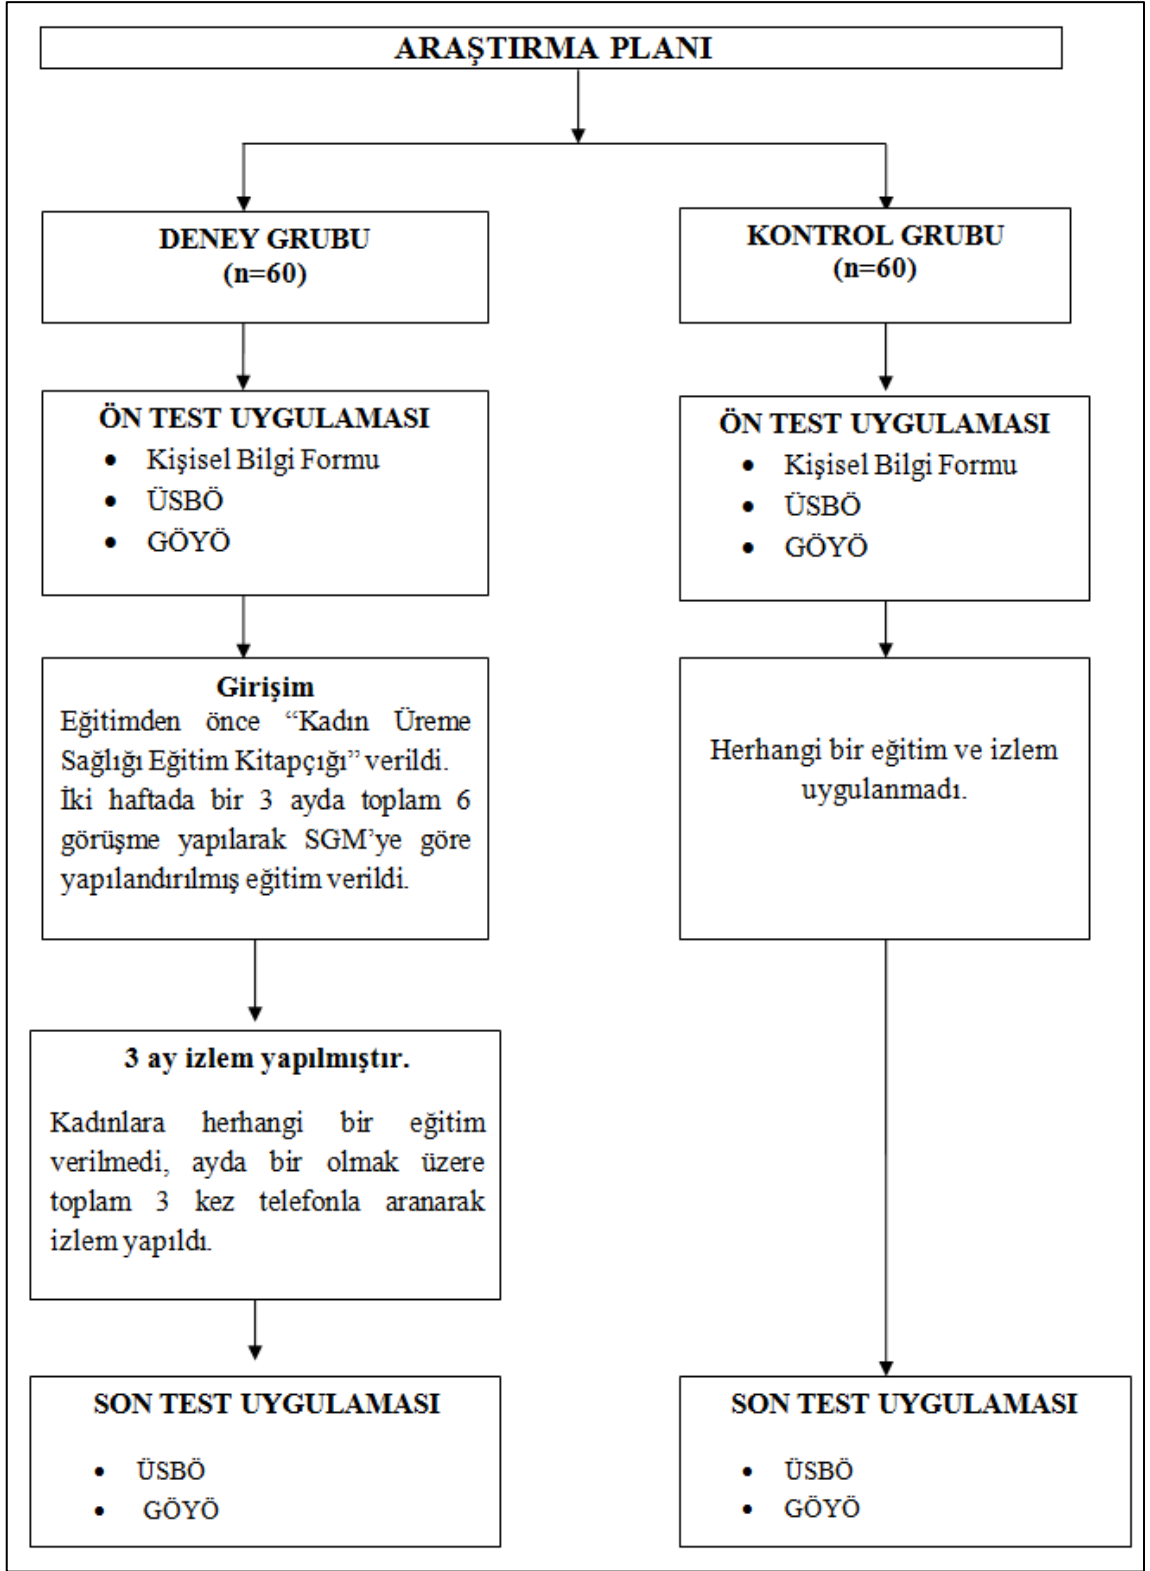 ARAŞTIRMA PLANI
DENEY GRUBU
(n=60)
KONTROL GRUBU
(n=60)
ÖN TEST UYGULAMASI
• Kişisel Bilgi Formu
• ÜSBÖ
• GÖYÖ
ÖN TEST UYGULAMASI
• Kişisel Bilgi Formu
• ÜSBÖ
• GÖYÖ
Girişim
Eğitimden önce “Kadın Üreme
Sağlığı Eğitim Kitapçığı” verildi.
İki haftada bir 3 ayda toplam 6
görüşme yapılarak SGM’ye göre
yapılandırılmış eğitim verildi.
Herhangi bir eğitim ve izlem
uygulanmadı.
3 ay izlem yapılmıştır.
Kadınlara herhangi bir eğitim
verilmedi, ayda bir olmak üzere
toplam 3 kez telefonla aranarak
izlem yapıldı.
SON TEST UYGULAMASI
• ÜSBÖ
• GÖYÖ
SON TEST UYGULAMASI
• ÜSBÖ
• GÖYÖ